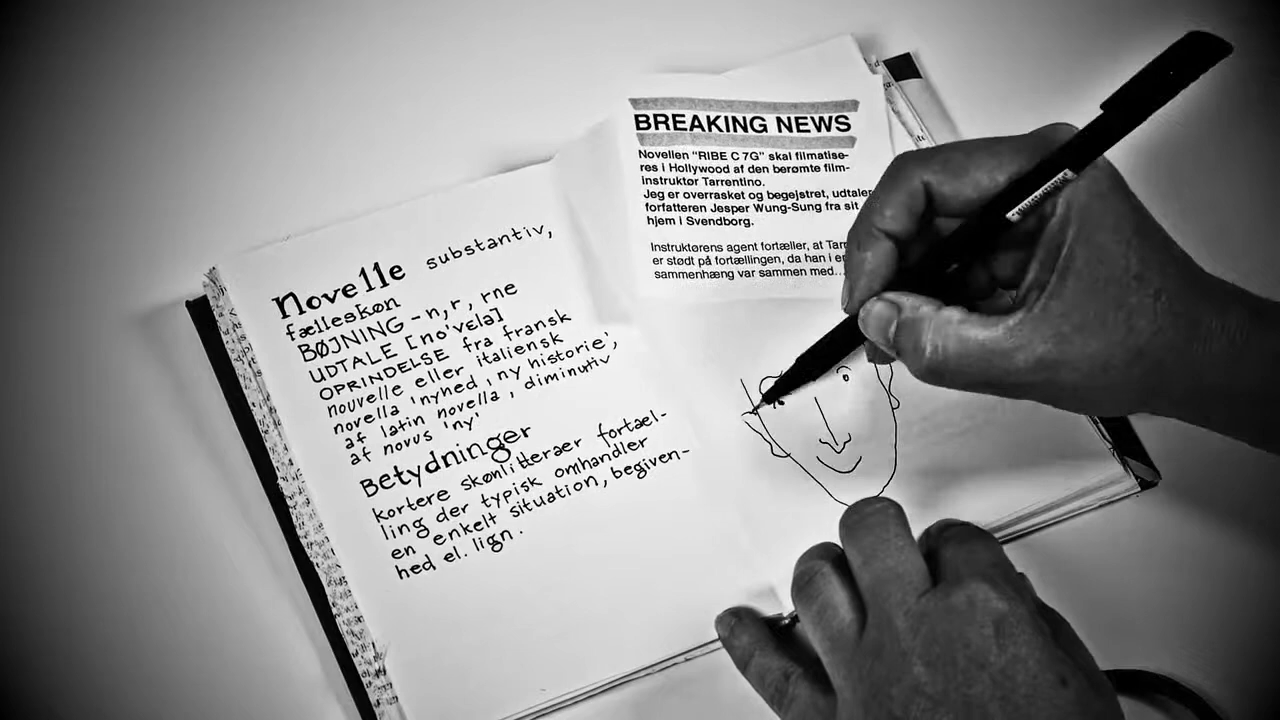 Novelle substantiv,
fælleskøn
BØJNING - n, r, rne
UDTALE [no'vɛlə]
OPRINDELSE fra fransk
nouvelle eller italiensk
novella 'nyhed, ny historie',
af latin novella, diminutiv
af novus 'ny'
Betydninger
kortere skønlitteræer fortæl-
ling der typisk omhandler
en enkelt situation, begiven-
hed el. lign.
BREAKING NEWS
Novellen "RIBE C 7G" skal filmatise-
res i Hollywood af den berømte film-
instruktør Tarrentino.
Jeg er overrasket og begejstret, udtaler
forfatteren Jesper Wung-Sung fra sit
hjem i Svendborg.
Instruktørens agent fortæller, at Tar
er stødt på fortællingen, da han i e
sammenhæng var sammen med...